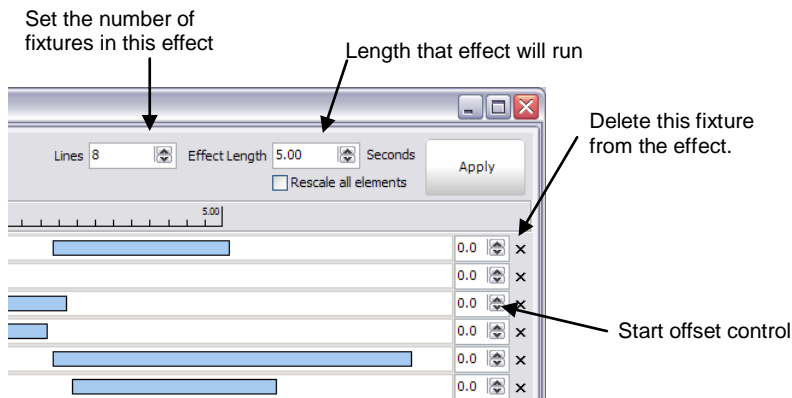 Set the number of
fixtures in this effect
Length that effect will run
Delete this fixture
from the effect.
Lines 8 Effect Length 5.00 Seconds Apply
Rescale all elements
5.00
0.0 ×
0.0 ×
0.0 ×
Start offset control
0.0 ×
0.0 ×
0.0 ×